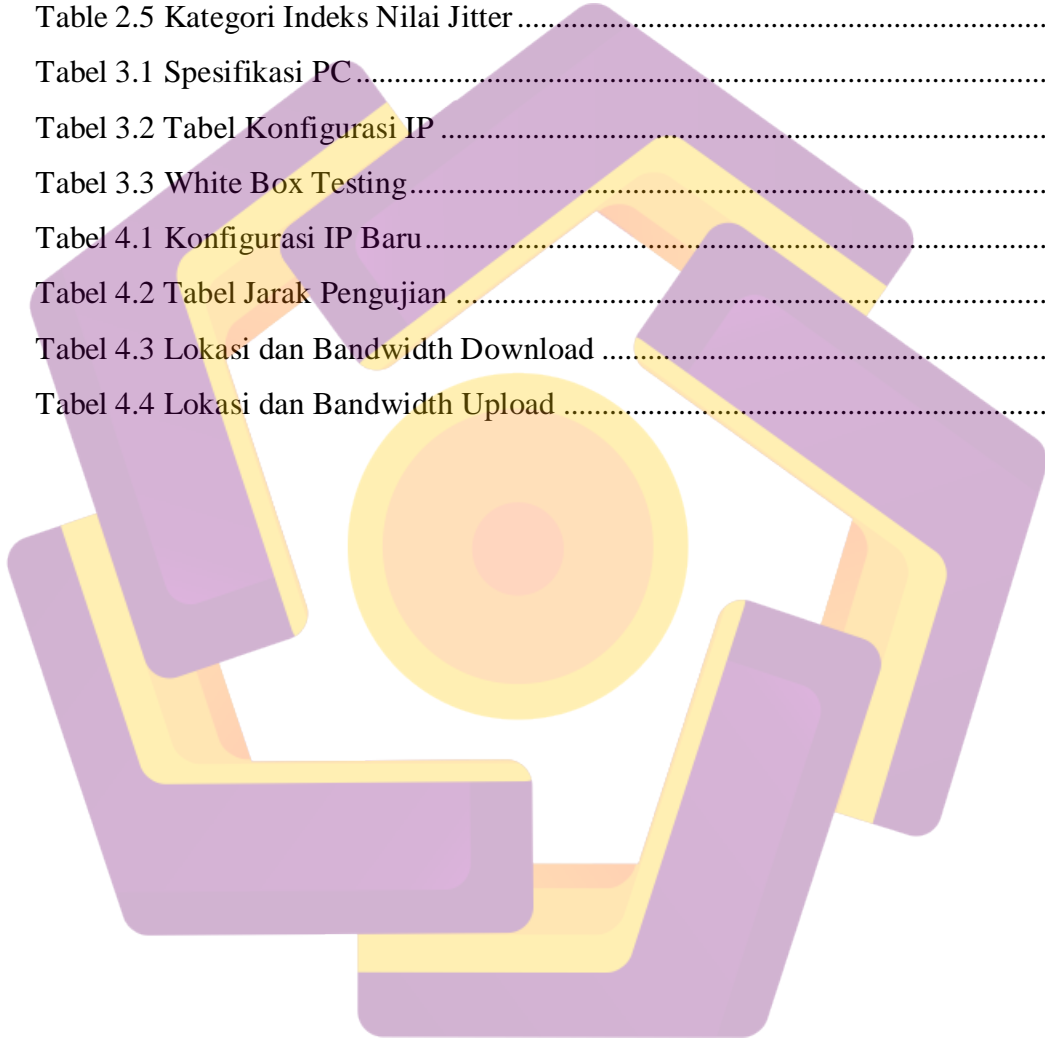 Table 2.5 Kategori Indeks Nilai Jitter ................................................................
Tabel 3.1 Spesifikasi PC ................................................................................
Tabel 3.2 Tabel Konfigurasi IP ........................................................................
Tabel 3.3 White Box Testing ...........................................................................
Tabel 4.1 Konfigurasi IP Baru .........................................................................
Tabel 4.2 Tabel Jarak Pengujian ......................................................................
Tabel 4.3 Lokasi dan Bandwidth Download ......................................................
Tabel 4.4 Lokasi dan Bandwidth Upload ...........................................................